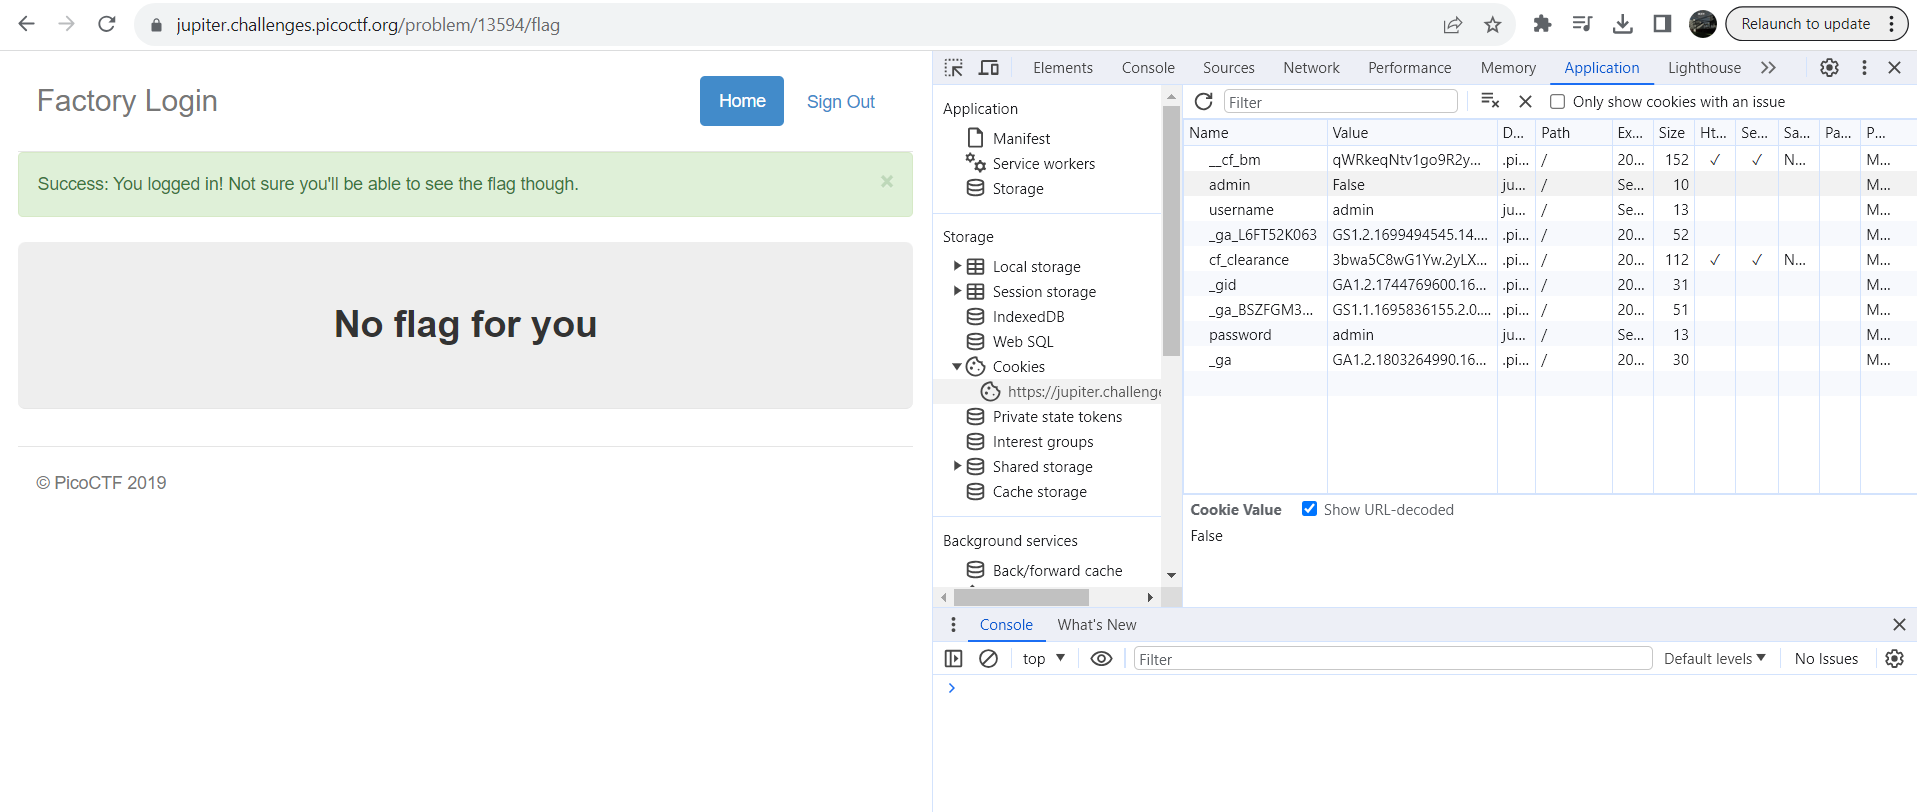 jupiter.challenges.picoctf.org/problem/13594/flag
Relaunch to update
Factory Login
Home
Sign Out
Success: You logged in! Not sure you'll be able to see the flag though.
×
No flag for you
© PicoCTF 2019
Elements Console Sources Network Performance Memory Application Lighthouse
Application
Manifest
Service workers
Storage
Storage
Local storage
Session storage
IndexedDB
Web SQL
Cookies
https://jupiter.challenge
Private state tokens
Interest groups
Shared storage
Cache storage
Background services
Back/forward cache
Filter
Only show cookies with an issue
Name Value D... Path Ex... Size Ht... Se... Sa... Pa... P...
__cf_bm qWRkeqNtv1go9R2y... .pi... / 20... 152 ✓ ✓ N... M...
admin False ju... / Se... 10 M...
username admin ju... / Se... 13 M...
_ga_L6FT52K063 GS1.2.1699494545.14.... .pi... / 20... 52 M...
cf_clearance 3bwa5C8wG1Yw.2yLX... .pi... / 20... 112 ✓ ✓ N... M...
_gid GA1.2.1744769600.16... .pi... / 20... 31 M...
_ga_BSZFGM3... GS1.1.1695836155.2.0.... .pi... / 20... 51 M...
password admin ju... / Se... 13 M...
_ga GA1.2.1803264990.16... .pi... / 20... 30 M...
Cookie Value Show URL-decoded
False
Console What's New
top Filter Default levels No Issues